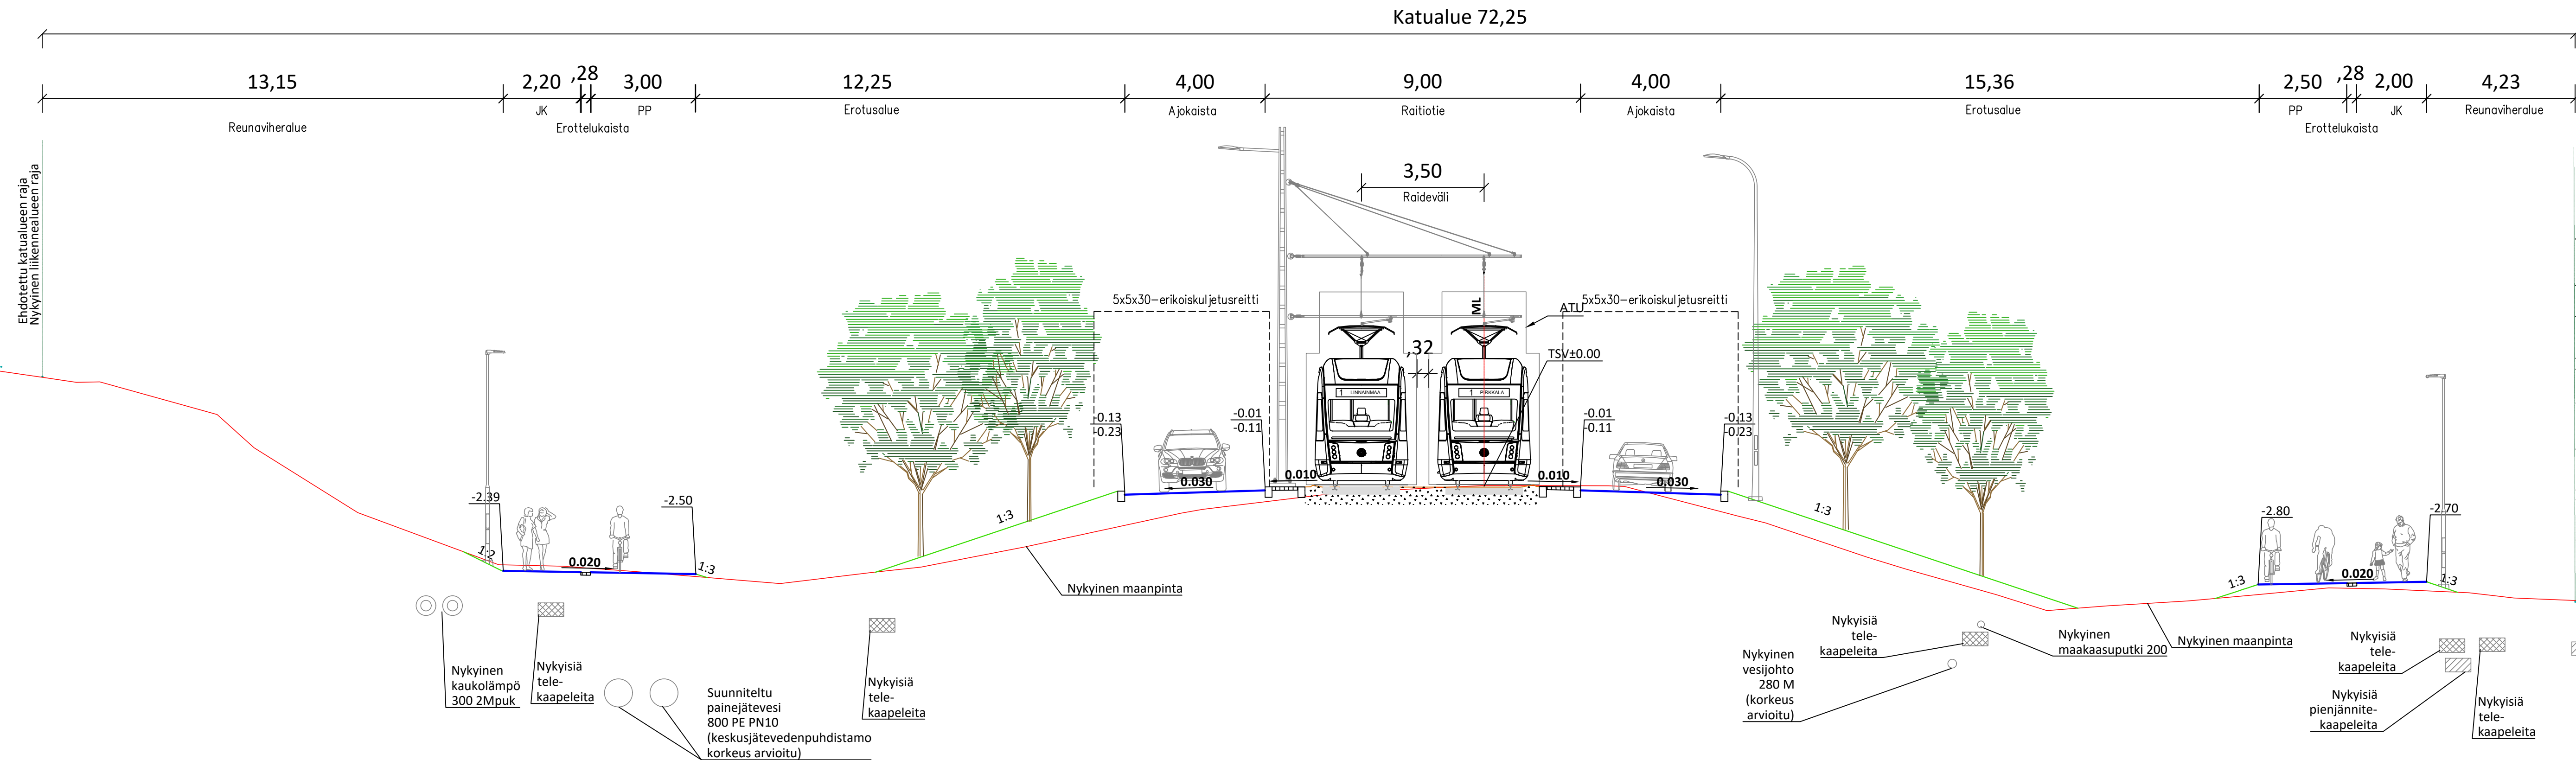 Katualue 72,25
13,15
2,20
,28
3,00
12,25
4,00
9,00
4,00
15,36
2,50
,28
2,00
4,23
Reunaviheralue
JK
Erottelukaista
PP
Erotusalue
Ajokaista
Raitiotie
Ajokaista
Erotusalue
PP
Erottelukaista
JK
Reunaviheralue
Ehdotettu katualueen raja
Nykyinen liikennealueen raja
3,50
Raideväli
5x5x30-erikoiskuljetusreitti
ML
ATU
5x5x30-erikoiskuljetusreitti
,32
TSV±0.00
1 LINNAINMAA
1 PIRKKALA
-0.13
-0.23
-0.01
-0.11
-0.01
-0.11
-0.13
-0.23
0.010
0.030
0.010
0.030
-2.39
-2.50
1:2
0.020
1:3
1:3
1:3
-2.80
-2.70
1:3
0.020
1:3
Nykyinen maanpinta
Nykyinen
kaukolämpö
300 2Mpuk
Nykyisiä
tele-
kaapeleita
Suunniteltu
painejätevesi
800 PE PN10
(keskusjätevedenpuhdistamo
korkeus arvioitu)
Nykyisiä
tele-
kaapeleita
Nykyisiä
tele-
kaapeleita
Nykyinen
vesijohto
280 M
(korkeus
arvioitu)
Nykyinen
maakaasuputki 200
Nykyinen maanpinta
Nykyisiä
tele-
kaapeleita
Nykyisiä
pienjännite-
kaapeleita
Nykyisiä
tele-
kaapeleita